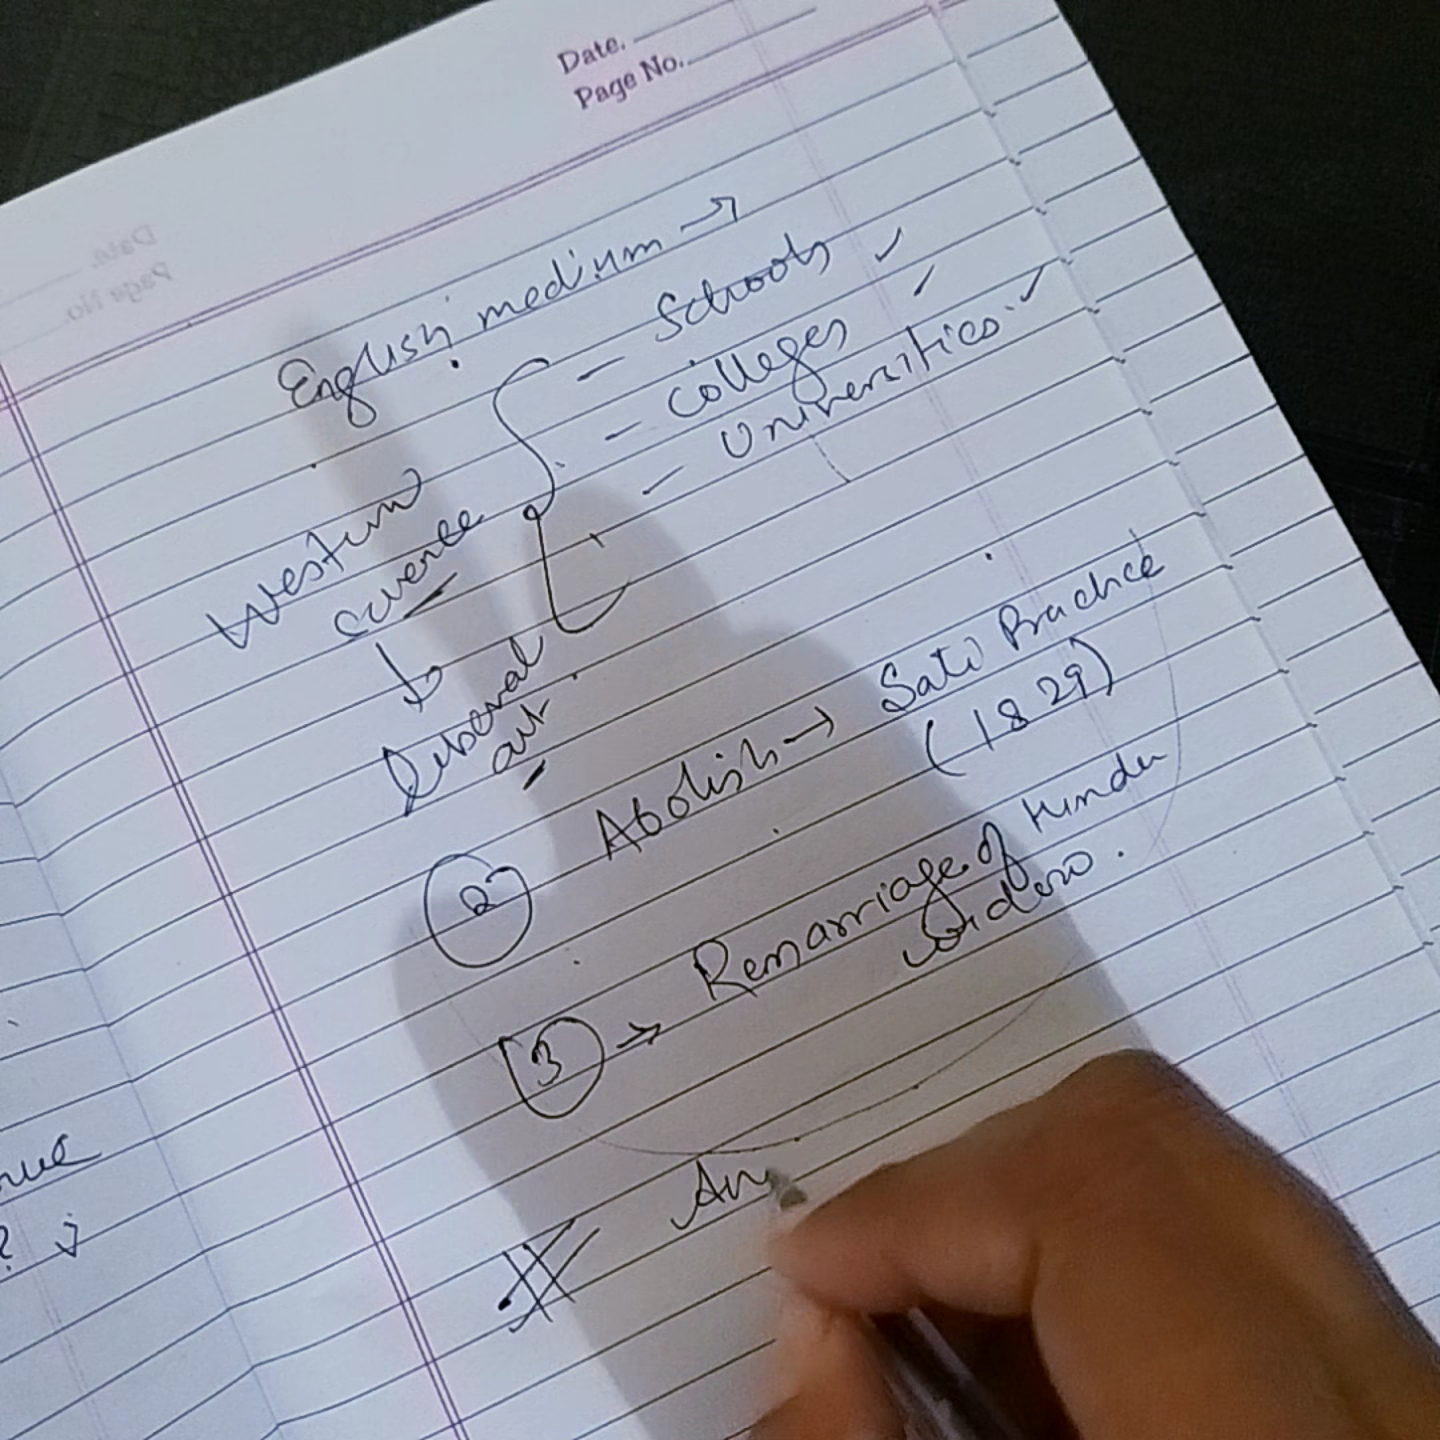 Date.
Page No.
English medium →
- Schools ✓
- colleges ✓
- Universities ✓
Western
science
↓
Liberal
art
② Abolish → Sati Practice
(1829)
③ → Remarriage of Hindu
widow.
# An
? ↓